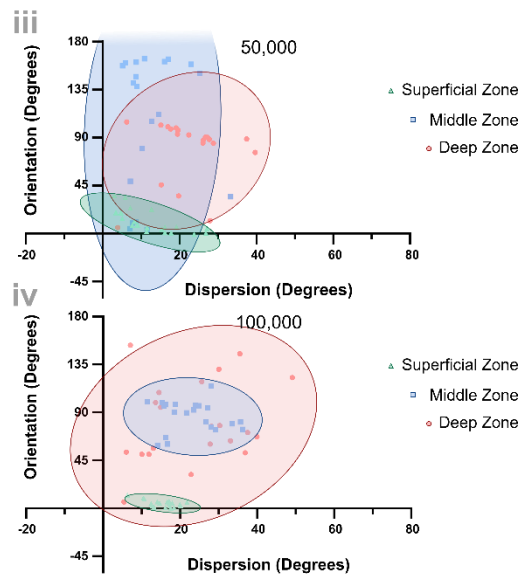 iii
50,000
180
135
90
45
0
-45
-20
20
40
60
80
Orientation (Degrees)
Dispersion (Degrees)
Superficial Zone
Middle Zone
Deep Zone
iv
100,000
180
135
90
45
0
-45
-20
20
40
60
80
Orientation (Degrees)
Dispersion (Degrees)
Superficial Zone
Middle Zone
Deep Zone